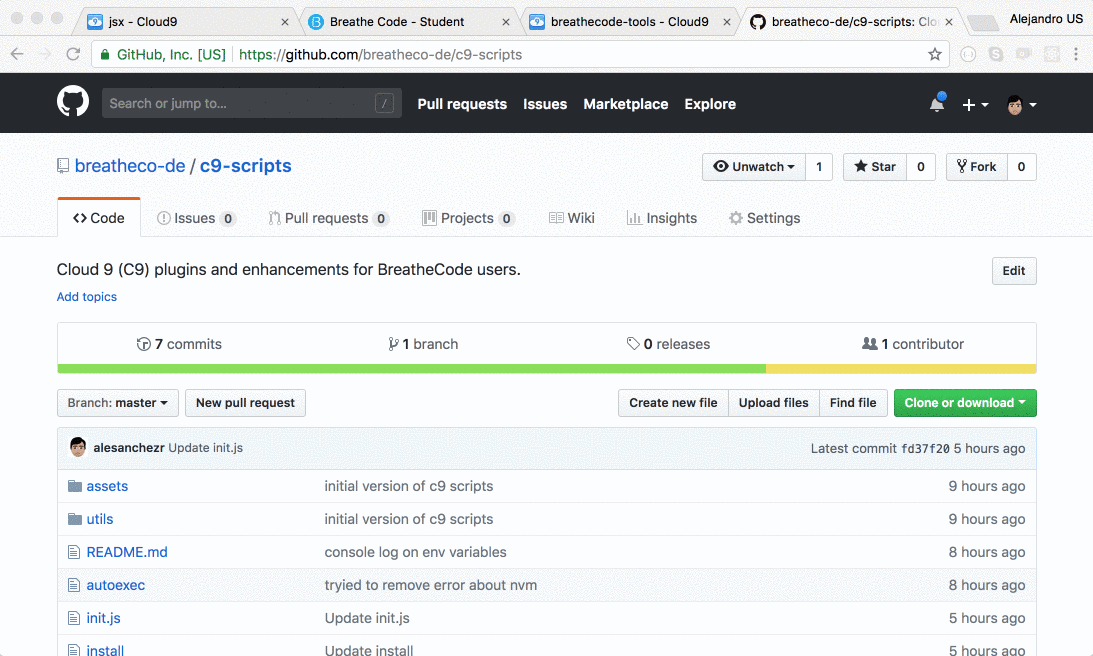 jsx - Cloud9 Breathe Code - Student breathecode-tools - Cloud9 breatheco-de/c9-scripts: Clo Alejandro US
GitHub, Inc. [US] https://github.com/breatheco-de/c9-scripts
Search or jump to... / Pull requests Issues Marketplace Explore
breatheco-de / c9-scripts Unwatch 1 Star 0 Fork 0
Code Issues 0 Pull requests 0 Projects 0 Wiki Insights Settings
Cloud 9 (C9) plugins and enhancements for BreatheCode users. Edit
Add topics
7 commits 1 branch 0 releases 1 contributor
Branch: master New pull request Create new file Upload files Find file Clone or download
alesanchezr Update init.js Latest commit fd37f20 5 hours ago
assets initial version of c9 scripts 9 hours ago
utils initial version of c9 scripts 9 hours ago
README.md console log on env variables 8 hours ago
autoexec tryied to remove error about nvm 8 hours ago
init.js Update init.js 5 hours ago
install Update install 5 hours ago